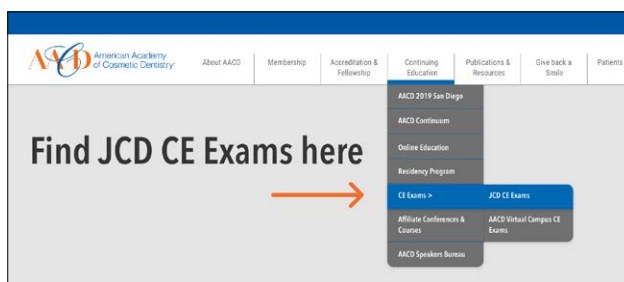 AACD American Academy
of Cosmetic Dentistry
About AACD
Membership
Accreditation &
Fellowship
Continuing
Education
Publications &
Resources
Give back a
Smile
Patients
Find JCD CE Exams here
AACD 2019 San Diego
AACD Continuum
Online Education
Residency Program
CE Exams >
JCD CE Exams
Affiliate Conferences &
Courses
AACD Virtual Campus CE
Exams
AACD Speakers Bureau